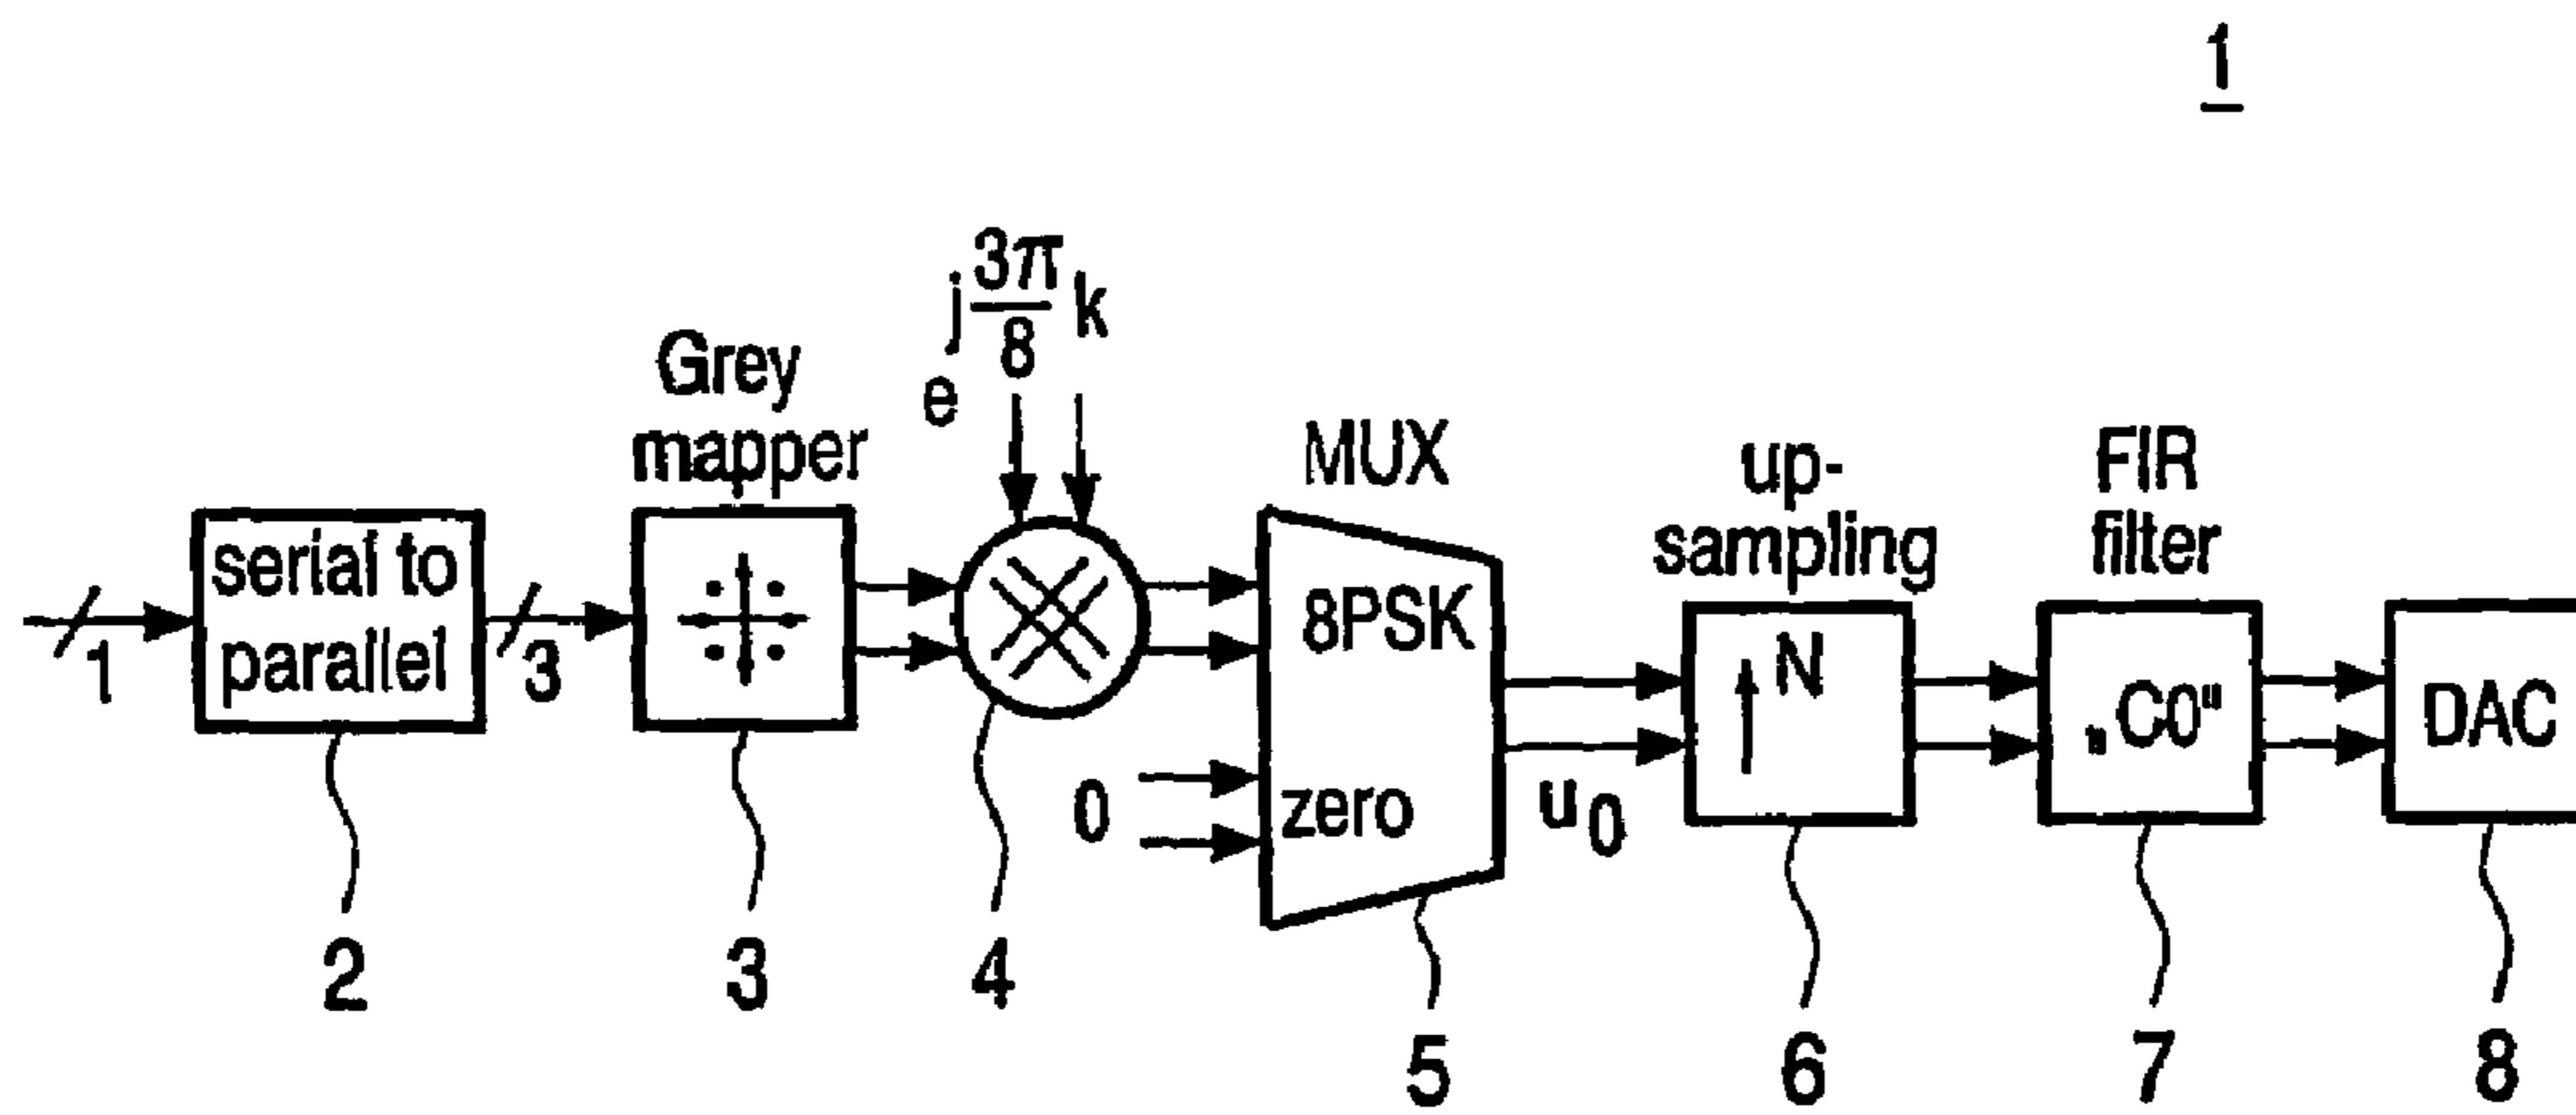 1
e j 3π/8 k
Grey
mapper
MUX
up-
sampling
FIR
filter
serial to
parallel
1
3
8PSK
0
zero
u0
N
„C0“
DAC
2
3
4
5
6
7
8